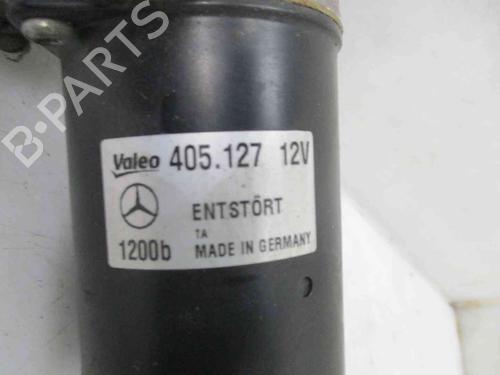 B-PARTS
Valeo 405.127 12V
ENTSTÖRT
TA
1200b MADE IN GERMANY